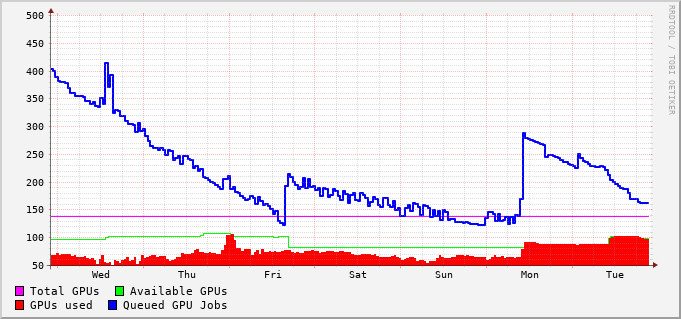 500
450
400
350
300
250
200
150
100
50
Wed Thu Fri Sat Sun Mon Tue
Total GPUs Available GPUs
GPUs used Queued GPU Jobs
RRDTOOL / TOBI OETIKER